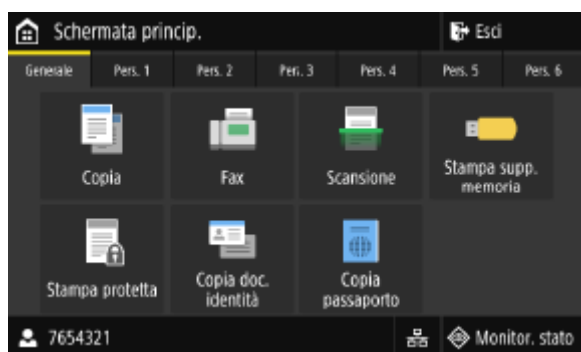 Schermata princip.
Esci
Generale
Pers. 1
Pers. 2
Pers. 3
Pers. 4
Pers. 5
Pers. 6
Copia
Fax
Scansione
Stampa supp.
memoria
Stampa protetta
Copia doc.
identità
Copia
passaporto
7654321
Monitor. stato